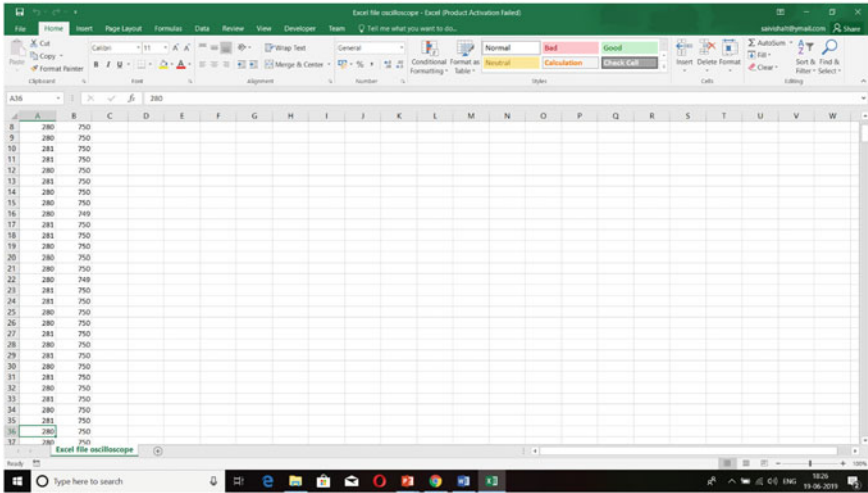 Excel file oscilloscope - Excel (Product Activation Failed)
File Home Insert Page Layout Formulas Data Review View Developer Team Tell me what you want to do... Share
Cut Calibri 11 Wrap Text General Normal Bad Good AutoSum
Copy Fill
Paste Format Painter B I U Merge & Center Conditional Formatting Format as Table Neutral Calculation Check Cell Insert Delete Format Clear Sort & Filter Find & Select
Clipboard Font Alignment Number Styles Cells Editing
A36 fx 280
A B C D E F G H I J K L M N O P Q R S T U V W
8 280 750
9 280 750
10 281 750
11 281 750
12 280 750
13 281 750
14 280 750
15 280 750
16 280 749
17 281 750
18 281 750
19 280 750
20 280 750
21 280 750
22 280 749
23 281 750
24 281 750
25 280 750
26 280 750
27 281 750
28 280 750
29 281 750
30 280 750
31 281 750
32 280 750
33 281 750
34 280 750
35 281 750
36 280 750
37 280 750
Excel file oscilloscope
Ready 100%
Type here to search ENG 18:26
19-06-2019